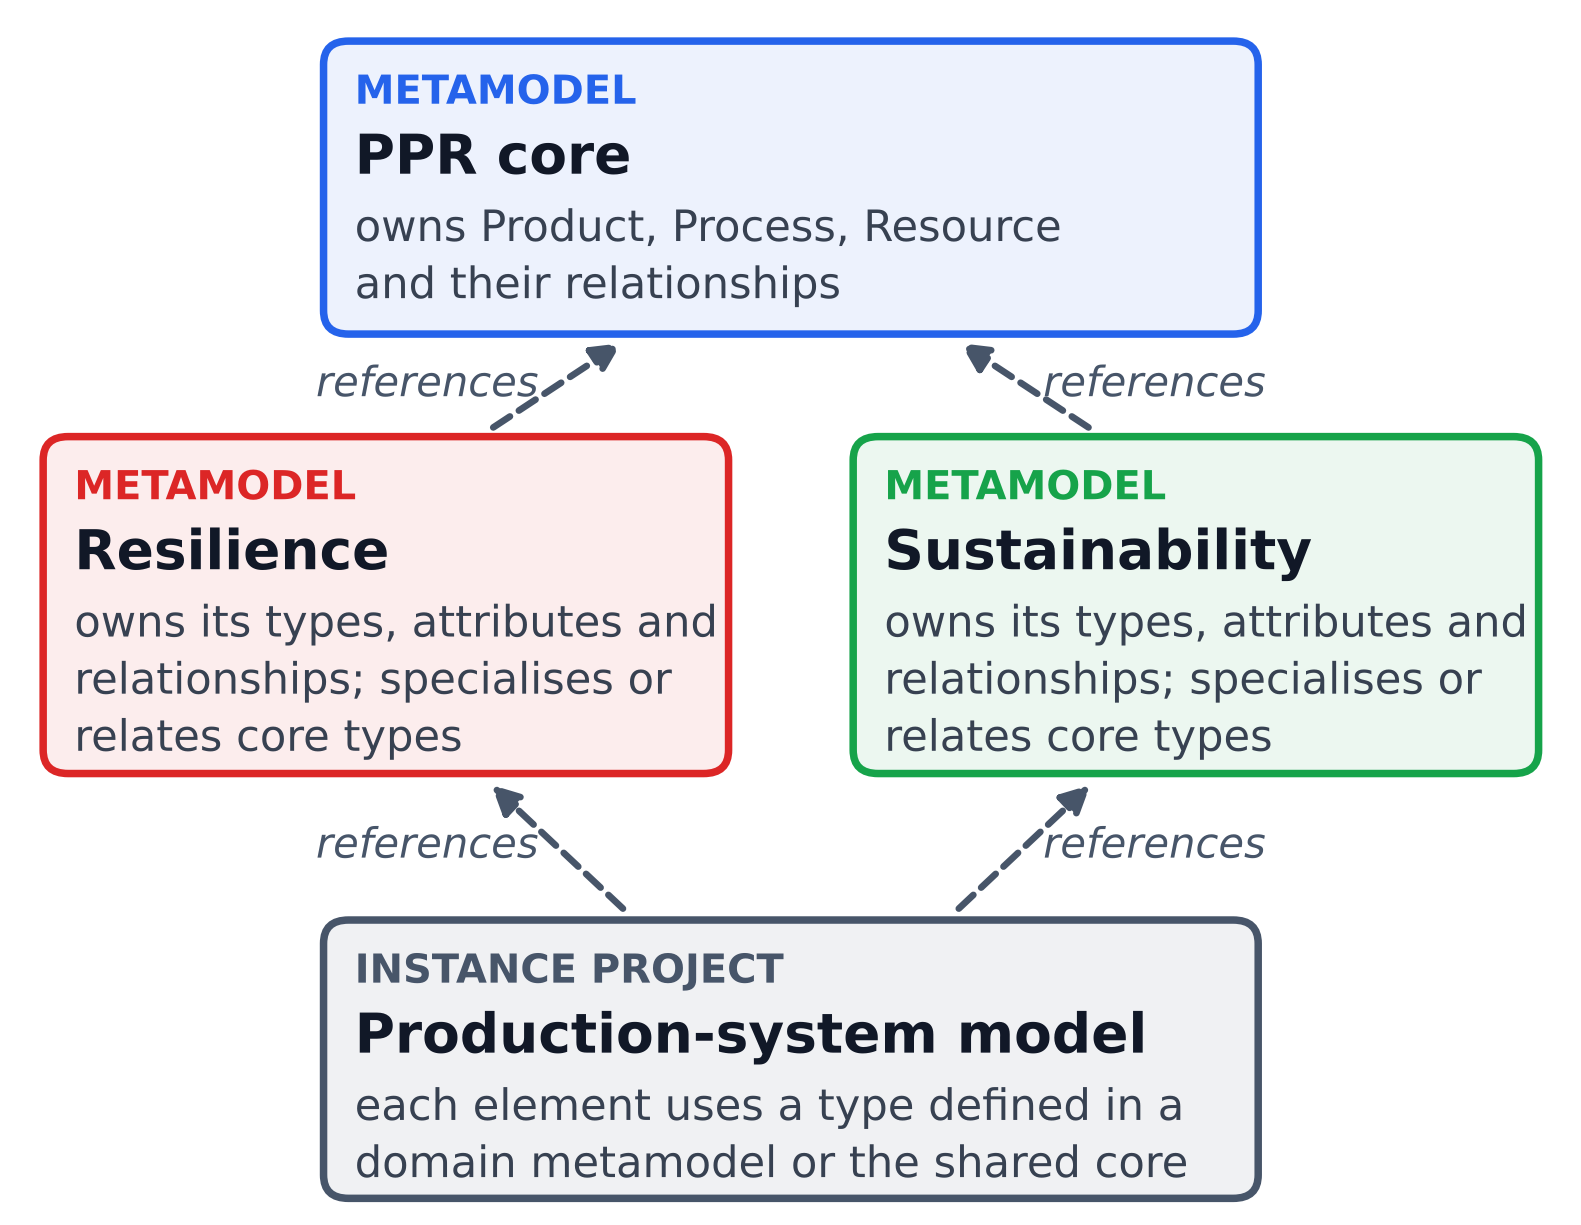 METAMODEL
PPR core
owns Product, Process, Resource
and their relationships
references
references
METAMODEL
Resilience
owns its types, attributes and
relationships; specialises or
relates core types
METAMODEL
Sustainability
owns its types, attributes and
relationships; specialises or
relates core types
references
references
INSTANCE PROJECT
Production-system model
each element uses a type defined in a
domain metamodel or the shared core